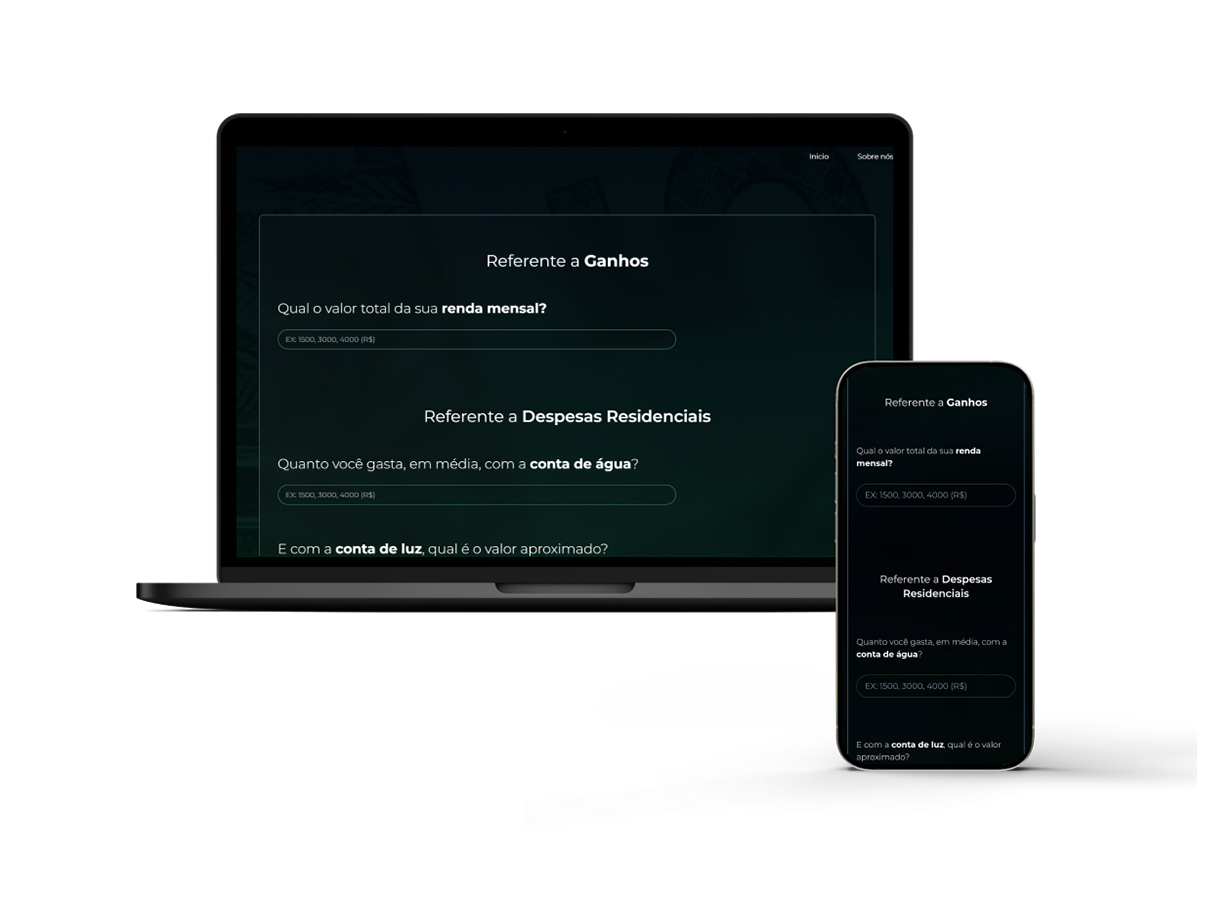 Inicio
Sobre nós
Referente a Ganhos
Qual o valor total da sua renda mensal?
EX: 1500, 3000, 4000 (R$)
Referente a Despesas Residenciais
Quanto você gasta, em média, com a conta de água?
EX: 1500, 3000, 4000 (R$)
E com a conta de luz, qual é o valor aproximado?
Referente a Ganhos
Qual o valor total da sua renda
mensal?
EX: 1500, 3000, 4000 (R$)
Referente a Despesas
Residenciais
Quanto você gasta, em média, com a
conta de água?
EX: 1500, 3000, 4000 (R$)
E com a conta de luz, qual é o valor
aproximado?